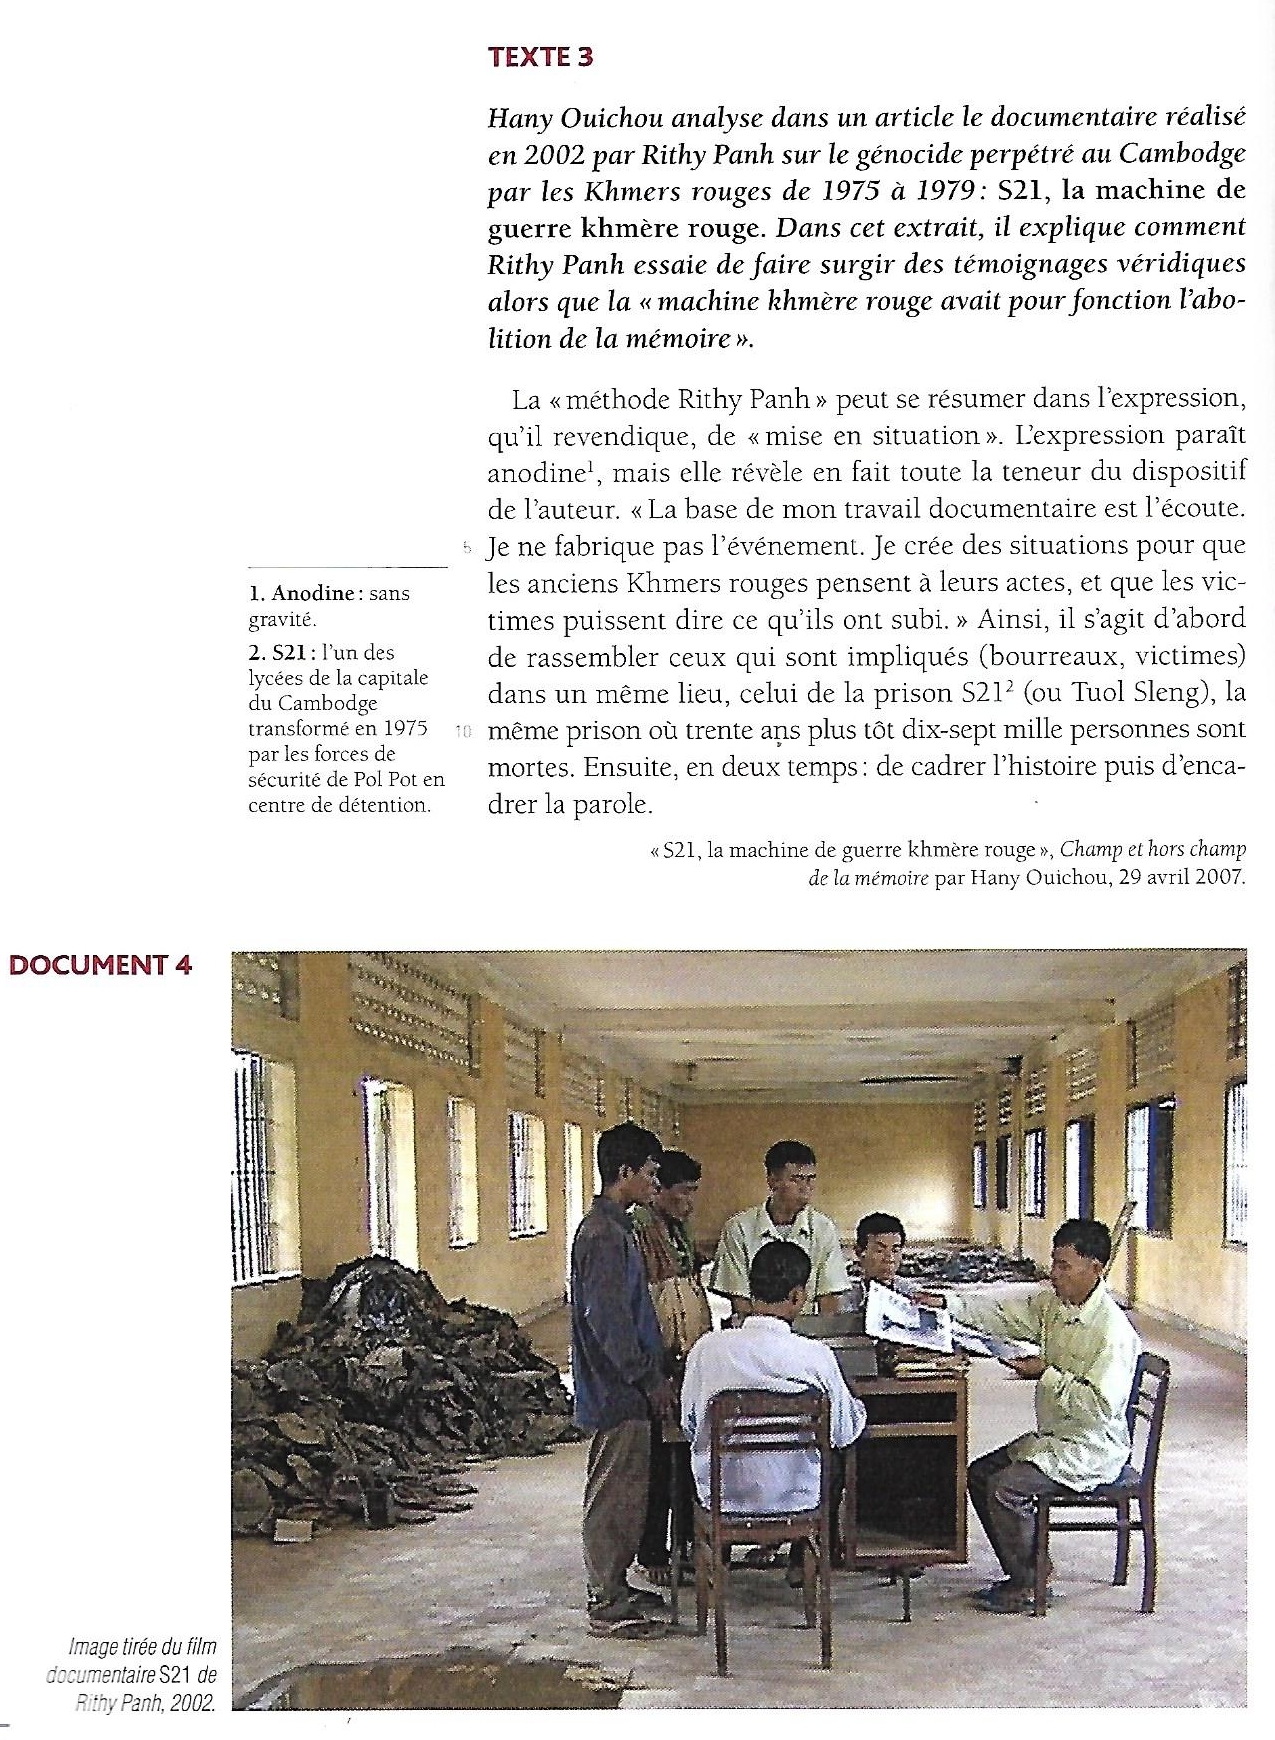 TEXTE 3
Hany Ouichou analyse dans un article le documentaire réalisé
en 2002 par Rithy Panh sur le génocide perpétré au Cambodge
par les Khmers rouges de 1975 à 1979 : S21, la machine de
guerre khmère rouge. Dans cet extrait, il explique comment
Rithy Panh essaie de faire surgir des témoignages véridiques
alors que la « machine khmère rouge avait pour fonction l'abo-
lition de la mémoire ».
La « méthode Rithy Panh » peut se résumer dans l'expression,
qu'il revendique, de « mise en situation ». L'expression paraît
anodine¹, mais elle révèle en fait toute la teneur du dispositif
de l'auteur. « La base de mon travail documentaire est l'écoute.
5 Je ne fabrique pas l'événement. Je crée des situations pour que
les anciens Khmers rouges pensent à leurs actes, et que les vic-
times puissent dire ce qu'ils ont subi. » Ainsi, il s'agit d'abord
de rassembler ceux qui sont impliqués (bourreaux, victimes)
dans un même lieu, celui de la prison S21² (ou Tuol Sleng), la
10 même prison où trente ans plus tôt dix-sept mille personnes sont
mortes. Ensuite, en deux temps : de cadrer l'histoire puis d'enca-
drer la parole.
« S21, la machine de guerre khmère rouge », Champ et hors champ
de la mémoire par Hany Ouichou, 29 avril 2007.
1. Anodine : sans
gravité.
2. S21 : l'un des
lycées de la capitale
du Cambodge
transformé en 1975
par les forces de
sécurité de Pol Pot en
centre de détention.
DOCUMENT 4
Image tirée du film
documentaire S21 de
Rithy Panh, 2002.